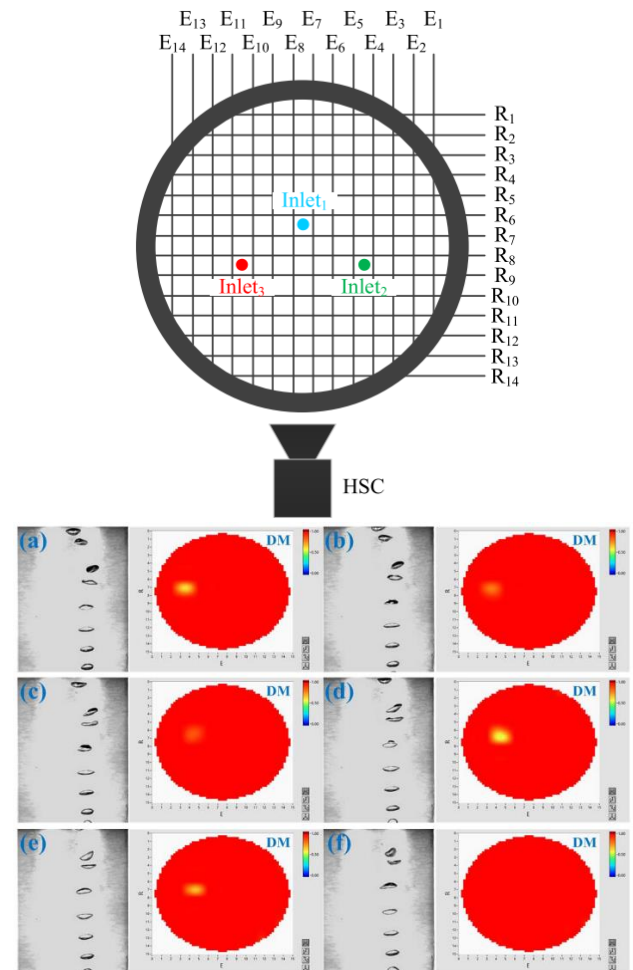 E13 E11 E9 E7 E5 E3 E1
E14 E12 E10 E8 E6 E4 E2
R1
R2
R3
R4
R5
R6
R7
R8
R9
R10
R11
R12
R13
R14
Inlet1
Inlet3
Inlet2
HSC
(a) DM (b) DM
(c) DM (d) DM
(e) DM (f) DM